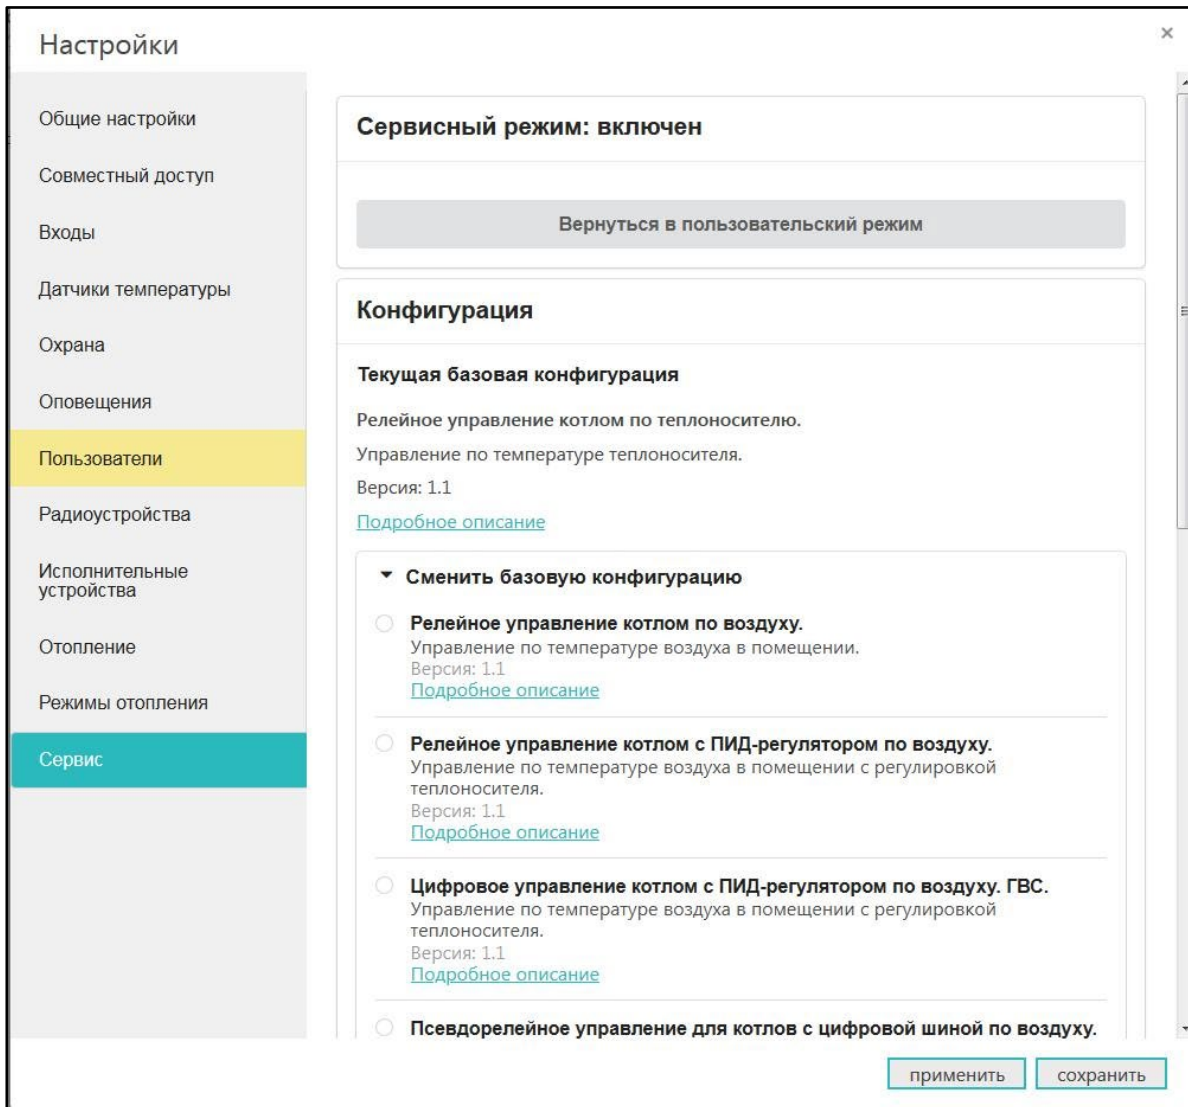 Настройки
×
Общие настройки
Совместный доступ
Входы
Датчики температуры
Охрана
Оповещения
Пользователи
Радиоустройства
Исполнительные
устройства
Отопление
Режимы отопления
Сервис
Сервисный режим: включен
Вернуться в пользовательский режим
Конфигурация
Текущая базовая конфигурация
Релейное управление котлом по теплоносителю.
Управление по температуре теплоносителя.
Версия: 1.1
Подробное описание
Сменить базовую конфигурацию
Релейное управление котлом по воздуху.
Управление по температуре воздуха в помещении.
Версия: 1.1
Подробное описание
Релейное управление котлом с ПИД-регулятором по воздуху.
Управление по температуре воздуха в помещении с регулировкой
теплоносителя.
Версия: 1.1
Подробное описание
Цифровое управление котлом с ПИД-регулятором по воздуху. ГВС.
Управление по температуре воздуха в помещении с регулировкой
теплоносителя.
Версия: 1.1
Подробное описание
Псевдорелейное управление для котлов с цифровой шиной по воздуху.
применить
сохранить